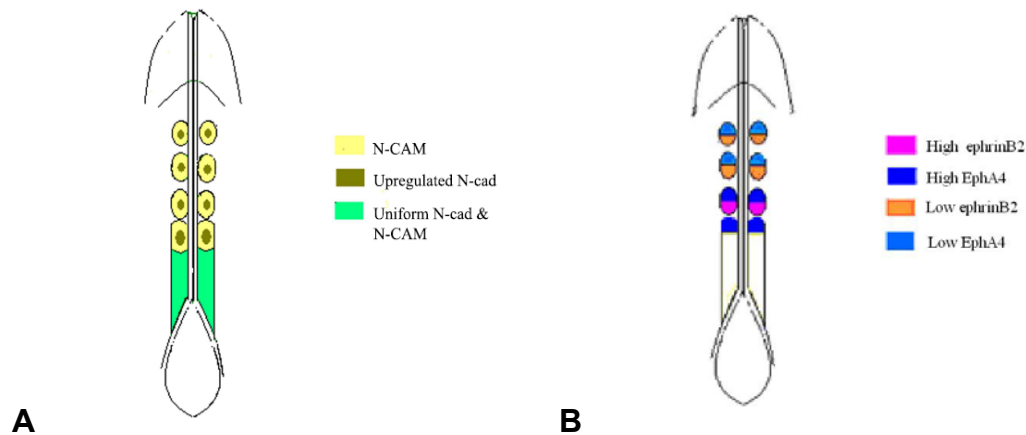 N-CAM
Upregulated N-cad
Uniform N-cad &
N-CAM
High ephrinB2
High EphA4
Low ephrinB2
Low EphA4
A
B